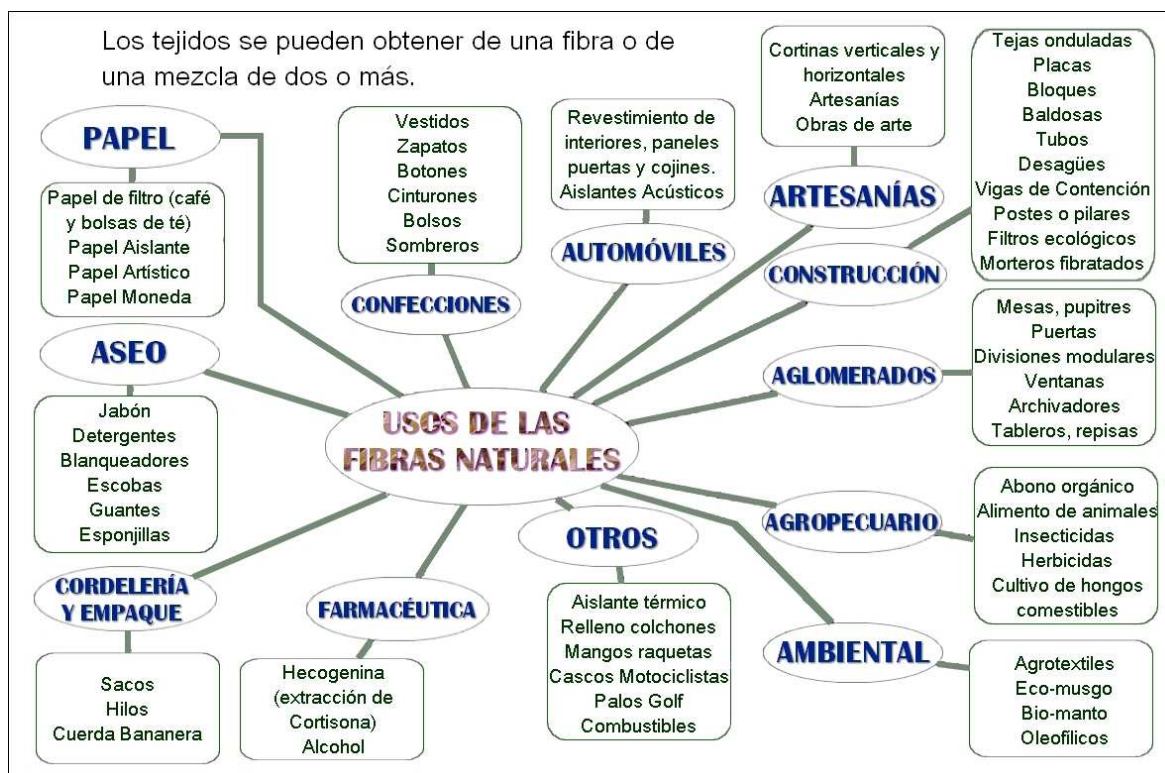 Los tejidos se pueden obtener de una fibra o de
una mezcla de dos o más.
PAPEL
Papel de filtro (café
y bolsas de té)
Papel Aislante
Papel Artístico
Papel Moneda
Vestidos
Zapatos
Botones
Cinturones
Bolsos
Sombreros
CONFECCIONES
Revestimiento de
interiores, paneles
puertas y cojines.
Aislantes Acústicos
AUTOMÓVILES
Cortinas verticales y
horizontales
Artesanías
Obras de arte
ARTESANÍAS
Tejas onduladas
Placas
Bloques
Baldosas
Tubos
Desagües
Vigas de Contención
Postes o pilares
Filtros ecológicos
Morteros fibratados
CONSTRUCCIÓN
ASEO
Jabón
Detergentes
Blanqueadores
Escobas
Guantes
Esponjillas
USOS DE LAS
FIBRAS NATURALES
AGLOMERADOS
Mesas, pupitres
Puertas
Divisiones modulares
Ventanas
Archivadores
Tableros, repisas
AGROPECUARIO
Abono orgánico
Alimento de animales
Insecticidas
Herbicidas
Cultivo de hongos
comestibles
CORDELERÍA
Y EMPAQUE
Sacos
Hilos
Cuerda Bananera
FARMACÉUTICA
Hecogenina
(extracción de
Cortisona)
Alcohol
OTROS
Aislante térmico
Relleno colchones
Mangos raquetas
Cascos Motociclistas
Palos Golf
Combustibles
AMBIENTAL
Agrotextiles
Eco-musgo
Bio-manto
Oleofílicos